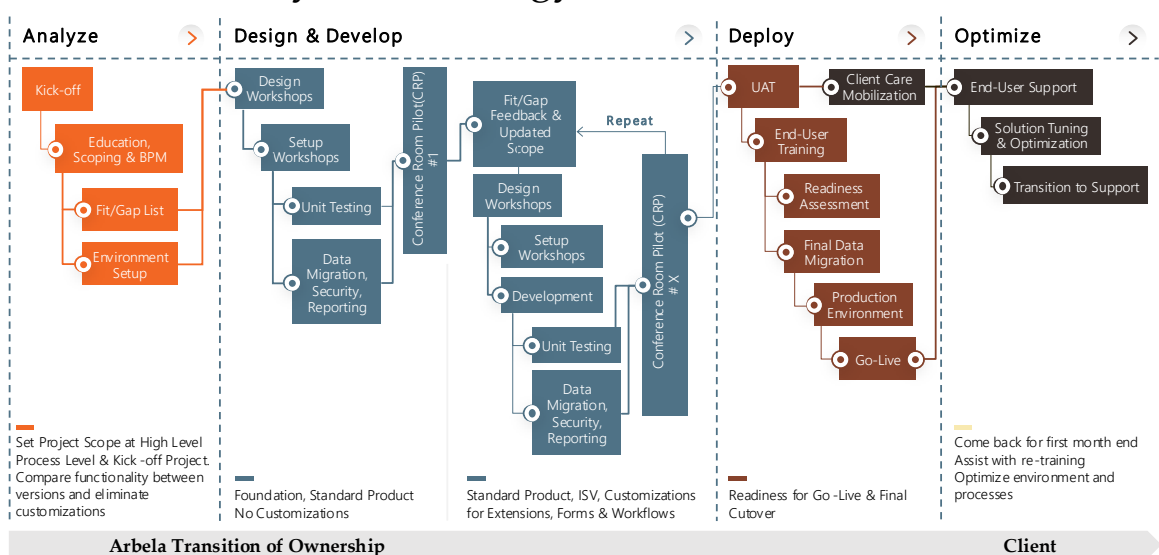 Analyze
Design & Develop
Deploy
Optimize
Kick-off
Education,
Scoping & BPM
Fit/Gap List
Environment
Setup
Design
Workshops
Setup
Workshops
Unit Testing
Data
Migration,
Security,
Reporting
Conference Room Pilot(CRP)
#1
Fit/Gap
Feedback &
Updated
Scope
Repeat
Design
Workshops
Setup
Workshops
Development
Unit Testing
Data
Migration,
Security,
Reporting
Conference Room Pilot (CRP)
# X
UAT
End-User
Training
Readiness
Assessment
Final Data
Migration
Production
Environment
Go-Live
Client Care
Mobilization
End-User Support
Solution Tuning
& Optimization
Transition to Support
Set Project Scope at High Level
Process Level & Kick -off Project.
Compare functionality between
versions and eliminate
customizations
Foundation, Standard Product
No Customizations
Standard Product, ISV, Customizations
for Extensions, Forms & Workflows
Readiness for Go -Live & Final
Cutover
Come back for first month end
Assist with re-training
Optimize environment and
processes
Arbela Transition of Ownership
Client